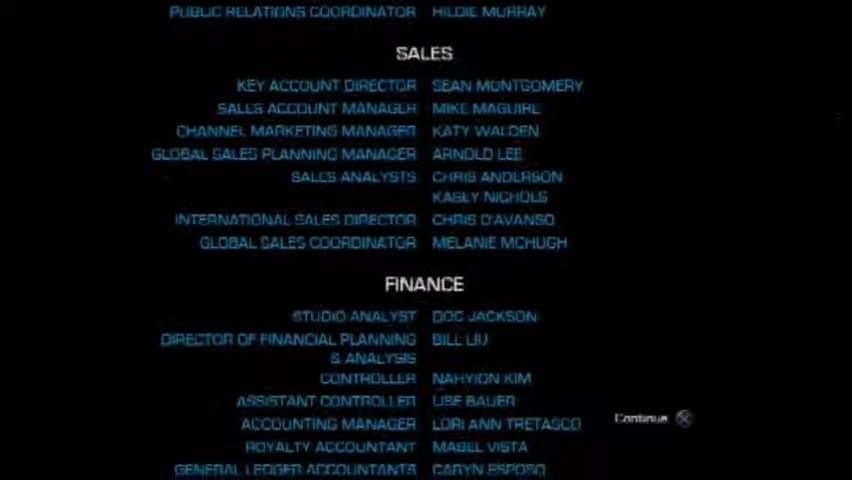 PUBLIC RELATIONS COORDINATOR HILDIE MURRAY
SALES
KEY ACCOUNT DIRECTOR SEAN MONTGOMERY
SALES ACCOUNT MANAGER MIKE MAGUIRE
CHANNEL MARKETING MANAGER KATY WALDEN
GLOBAL SALES PLANNING MANAGER ARNOLD LEE
SALES ANALYSTS CHRIS ANDERSON
KASEY NICHOLS
INTERNATIONAL SALES DIRECTOR CHRIS D'AVANSO
GLOBAL SALES COORDINATOR MELANIE MCHUGH
FINANCE
STUDIO ANALYST DOC JACKSON
DIRECTOR OF FINANCIAL PLANNING BILL LIU
& ANALYSIS
CONTROLLER NAHYION KIM
ASSISTANT CONTROLLER LISE BAUER
ACCOUNTING MANAGER LORI ANN TRETASCO
Continue
ROYALTY ACCOUNTANT MABEL VISTA
GENERAL LEDGER ACCOUNTANTS CARYN ESPOSO